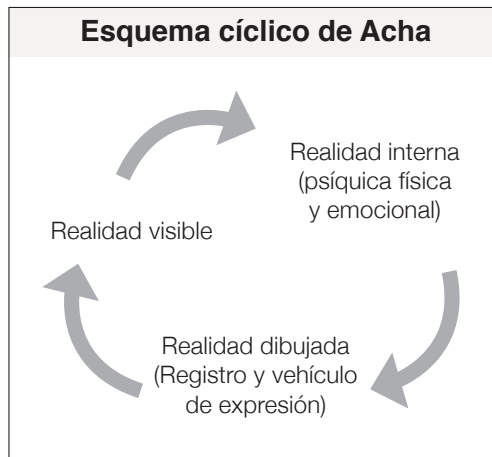 Esquema cíclico de Acha
Realidad interna
(psíquica física
y emocional)
Realidad visible
Realidad dibujada
(Registro y vehículo
de expresión)